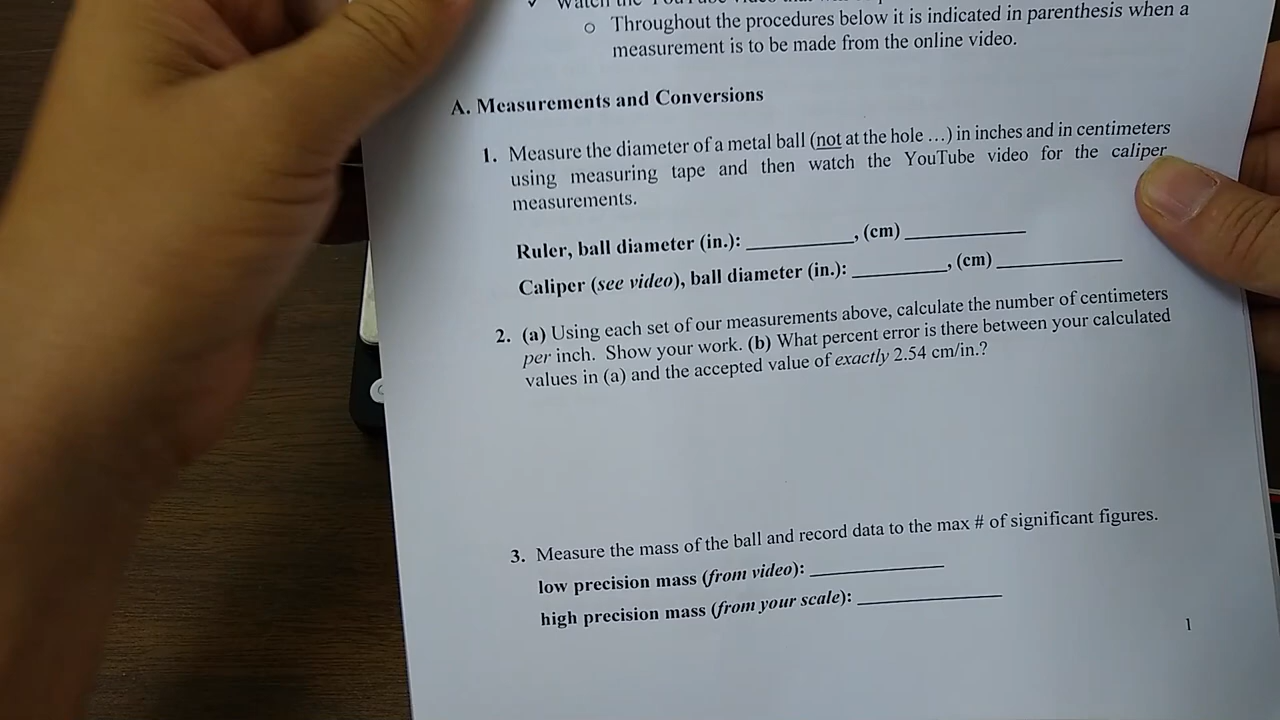 o Throughout the procedures below it is indicated in parenthesis when a
measurement is to be made from the online video.
A. Measurements and Conversions
1. Measure the diameter of a metal ball (not at the hole …) in inches and in centimeters
using measuring tape and then watch the YouTube video for the caliper
measurements.
Ruler, ball diameter (in.): __________, (cm) ___________
Caliper (see video), ball diameter (in.): _________, (cm) ___________
2. (a) Using each set of our measurements above, calculate the number of centimeters
per inch. Show your work. (b) What percent error is there between your calculated
values in (a) and the accepted value of exactly 2.54 cm/in.?
3. Measure the mass of the ball and record data to the max # of significant figures.
low precision mass (from video): ____________
high precision mass (from your scale): _____________
1